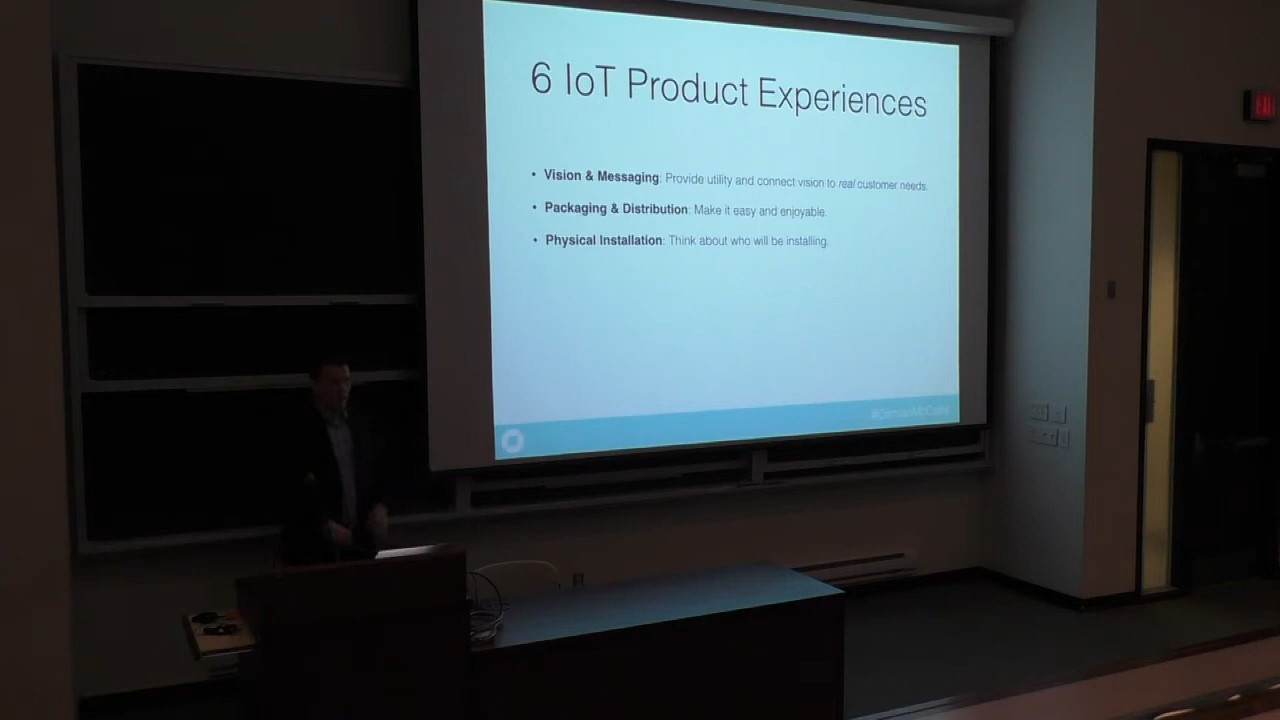 6 IoT Product Experiences
• Vision & Messaging: Provide utility and connect vision to real customer needs.
• Packaging & Distribution: Make it easy and enjoyable.
• Physical Installation: Think about who will be installing.